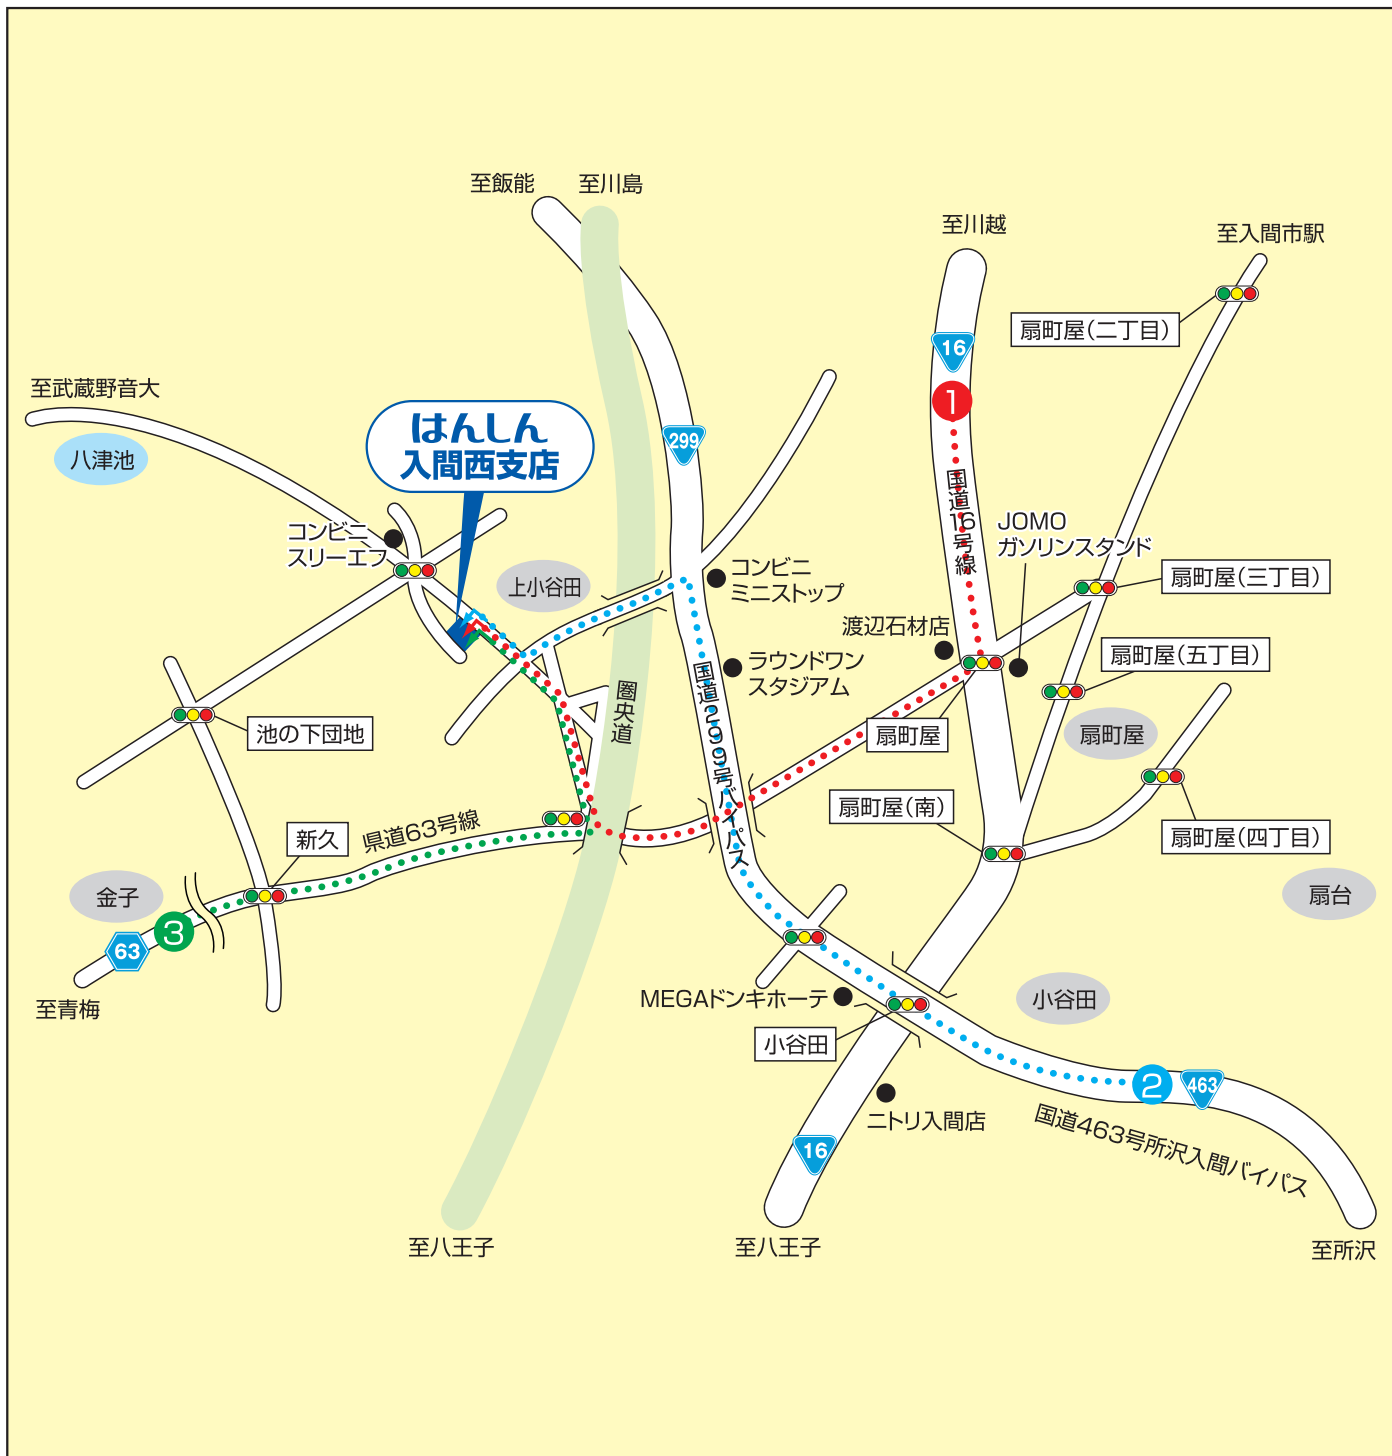 至飯能
至川島
至川越
至入間市駅
扇町屋(二丁目)
16
1
至武蔵野音大
はんしん
入間西支店
299
八津池
国道16号線
JOMO
ガソリンスタンド
コンビニ
スリーエフ
上小谷田
コンビニ
ミニストップ
扇町屋(三丁目)
渡辺石材店
扇町屋(五丁目)
ラウンドワン
スタジアム
国道299号バイパス
圏央道
池の下団地
扇町屋
扇町屋
扇町屋(南)
県道63号線
新久
扇町屋(四丁目)
金子
扇台
3
63
至青梅
MEGAドンキホーテ
小谷田
小谷田
2
463
ニトリ入間店
国道463号所沢入間バイパス
16
至八王子
至八王子
至所沢